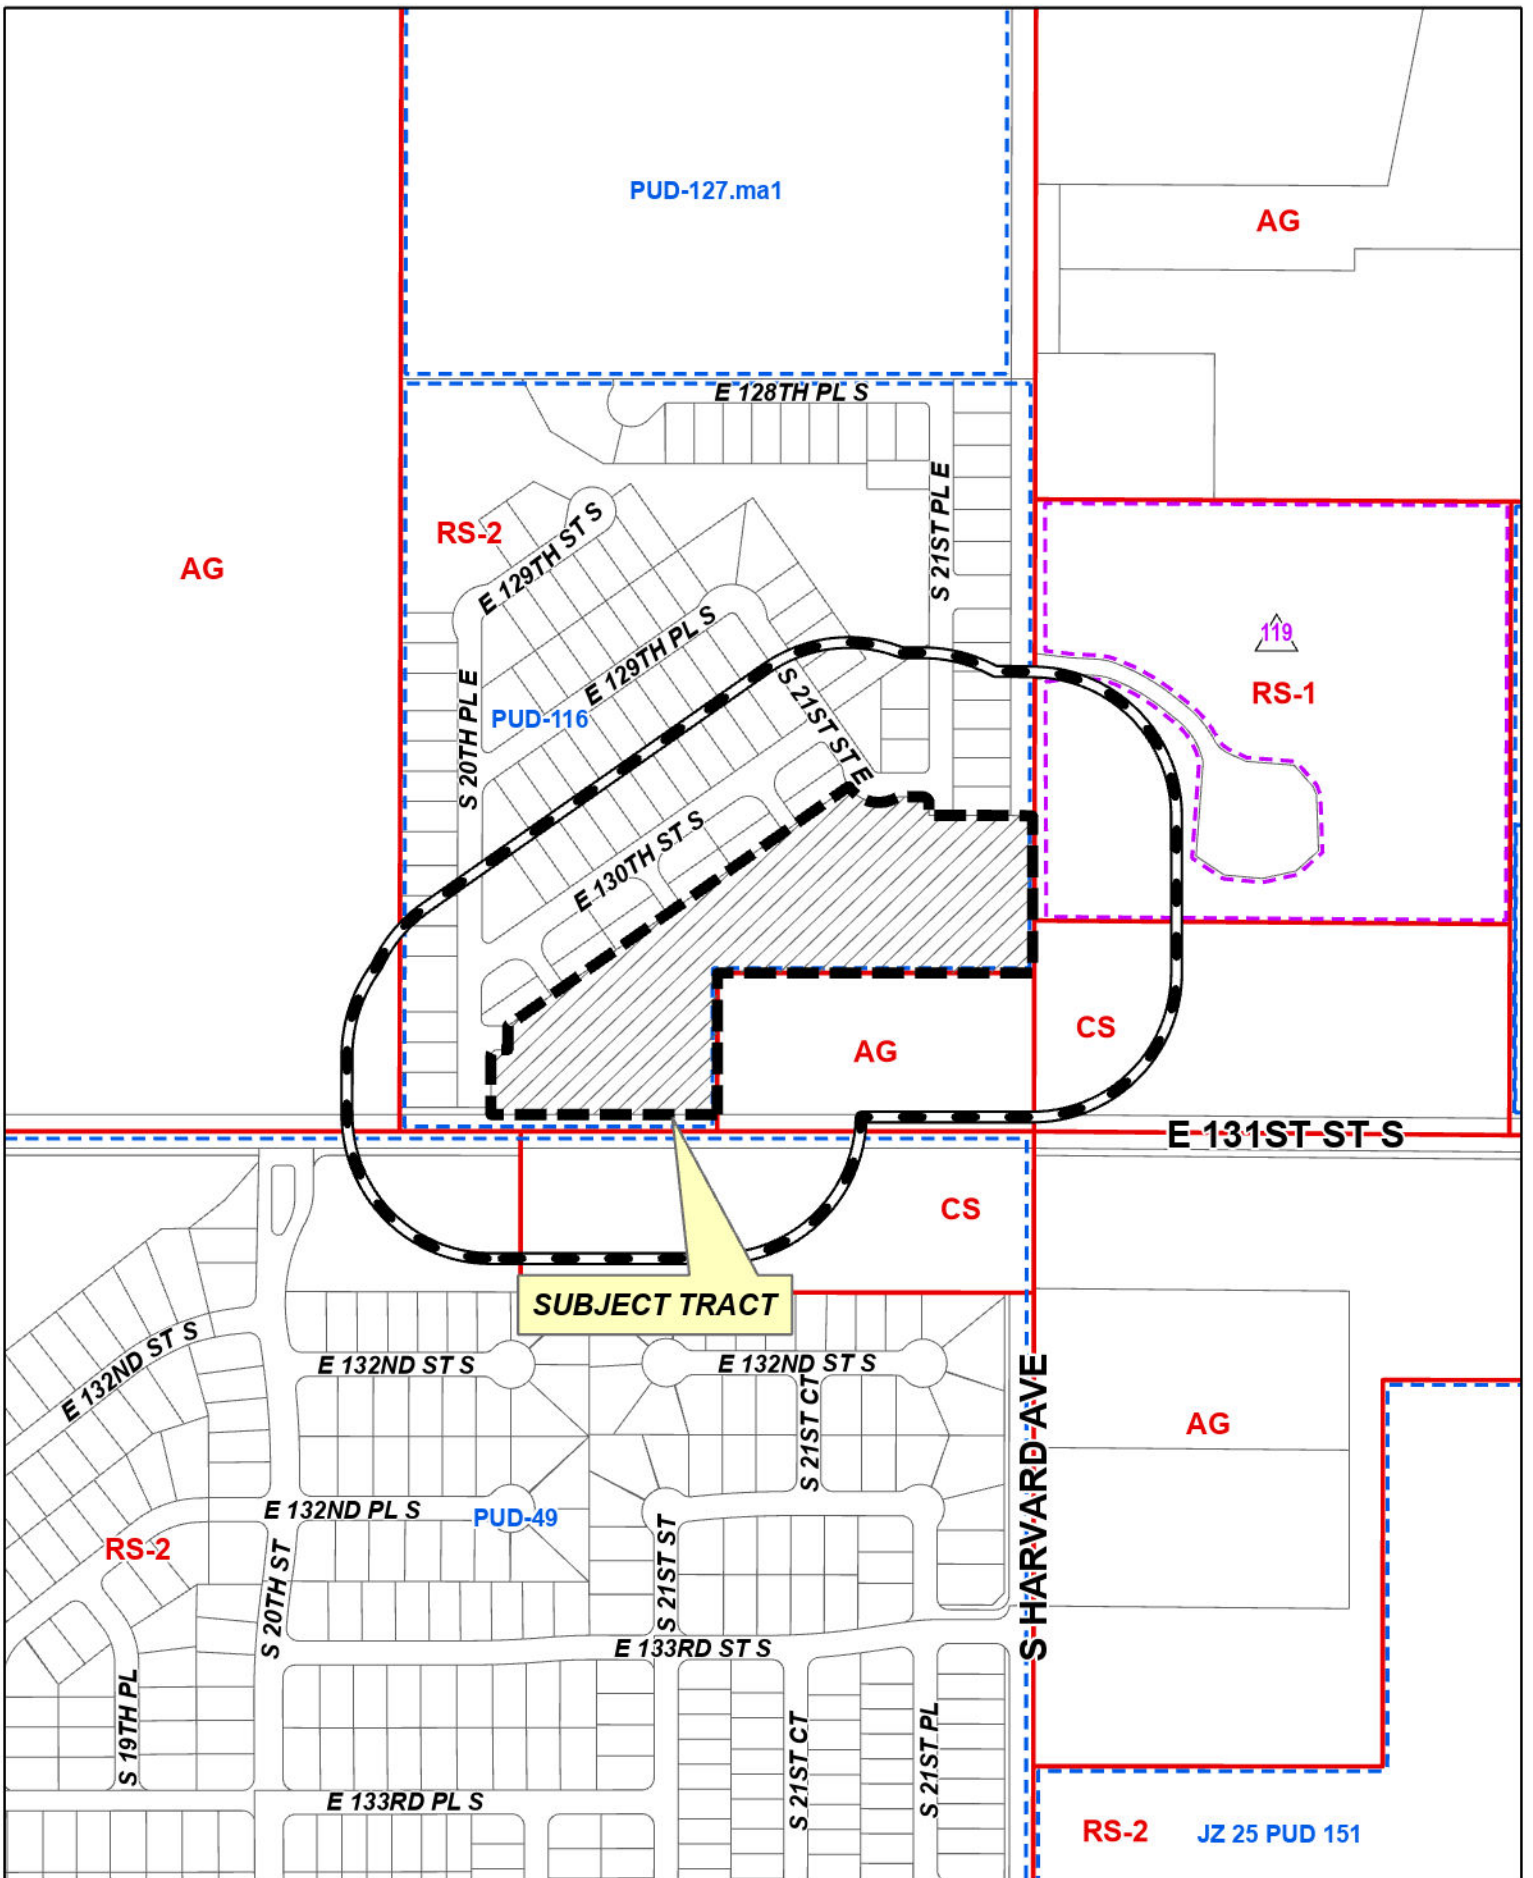 PUD-127.ma1
AG
E 128TH PL S
S 21ST PL E
RS-2
E 129TH ST S
AG
119
RS-1
E 129TH PL S
S 20TH PL E
PUD-116
S 21ST ST E
E 130TH ST S
CS
AG
E 131ST ST S
CS
SUBJECT TRACT
E 132ND ST S
E 132ND ST S
E 132ND ST S
S 21ST CT
S HARVARD AVE
AG
E 132ND PL S
PUD-49
RS-2
S 20TH ST
S 21ST ST
E 133RD ST S
S 19TH PL
S 21ST CT
S 21ST PL
E 133RD PL S
RS-2
JZ 25 PUD 151